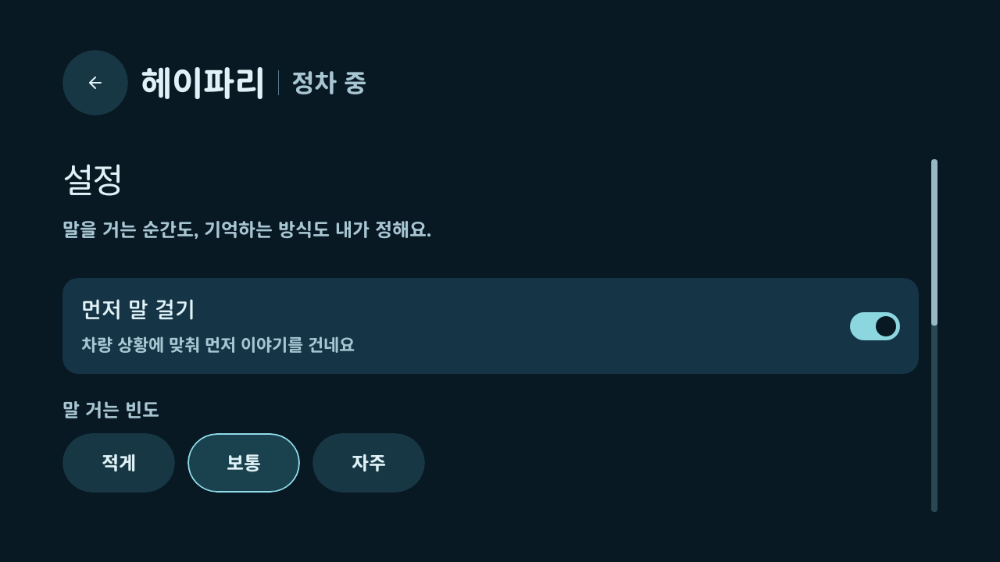 헤이파리 | 정차 중
설정
말을 거는 순간도, 기억하는 방식도 내가 정해요.
먼저 말 걸기
차량 상황에 맞춰 먼저 이야기를 건네요
말 거는 빈도
적게 보통 자주